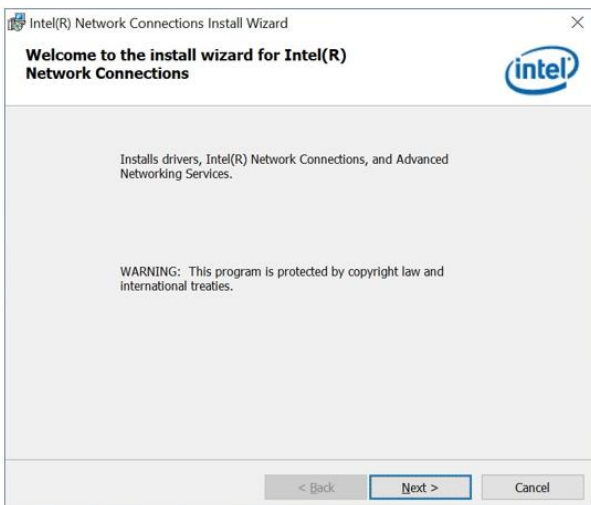 Intel(R) Network Connections Install Wizard
Welcome to the install wizard for Intel(R)
Network Connections
intel
Installs drivers, Intel(R) Network Connections, and Advanced
Networking Services.
WARNING: This program is protected by copyright law and
international treaties.
< Back Next > Cancel